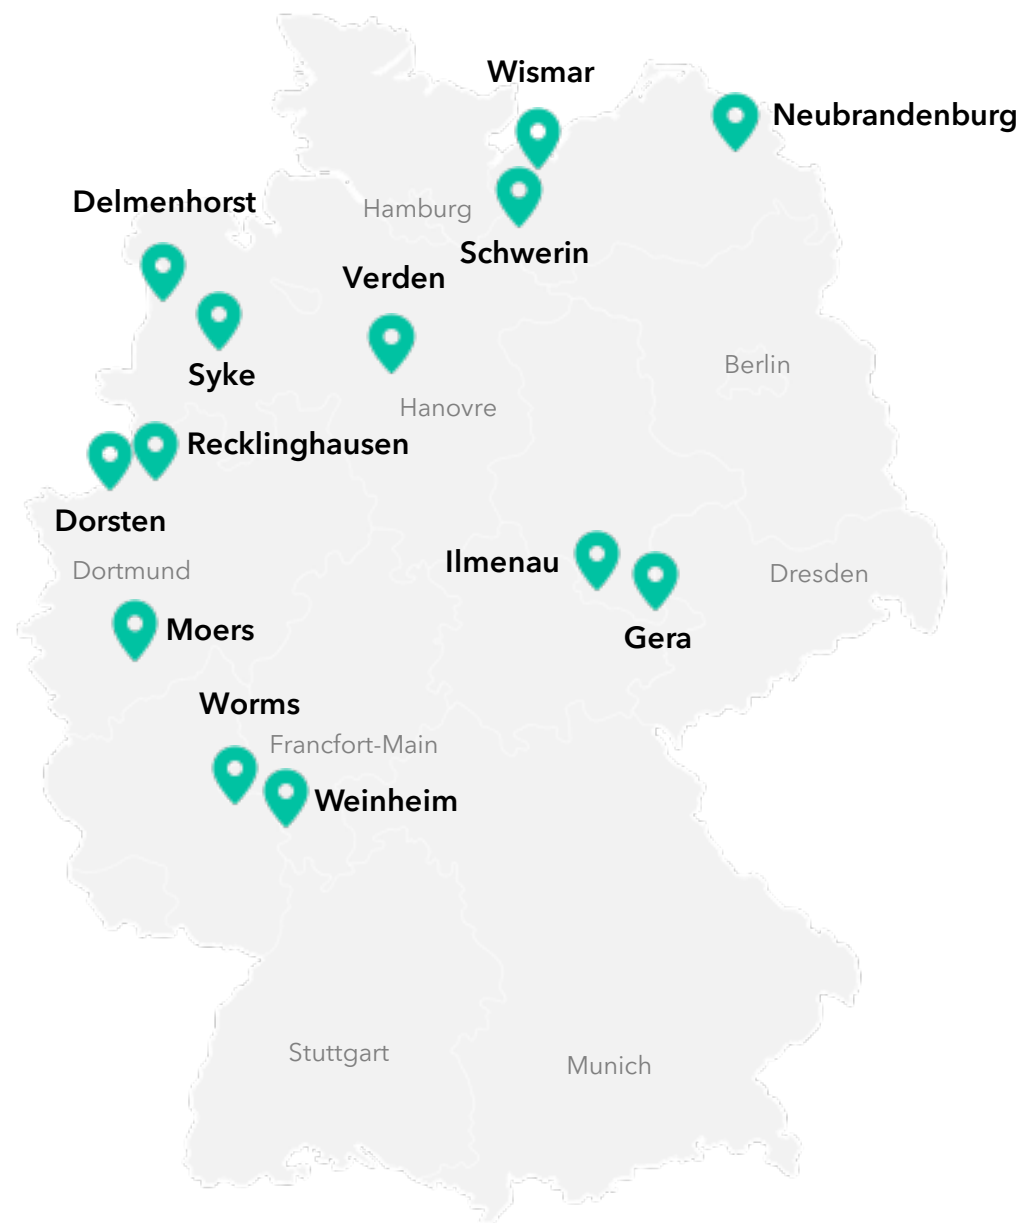 Wismar
Neubrandenburg
Delmenhorst
Hamburg
Schwerin
Verden
Syke
Berlin
Hanovre
Recklinghausen
Dorsten
Ilmenau
Dortmund
Dresden
Moers
Gera
Worms
Francfort-Main
Weinheim
Stuttgart
Munich